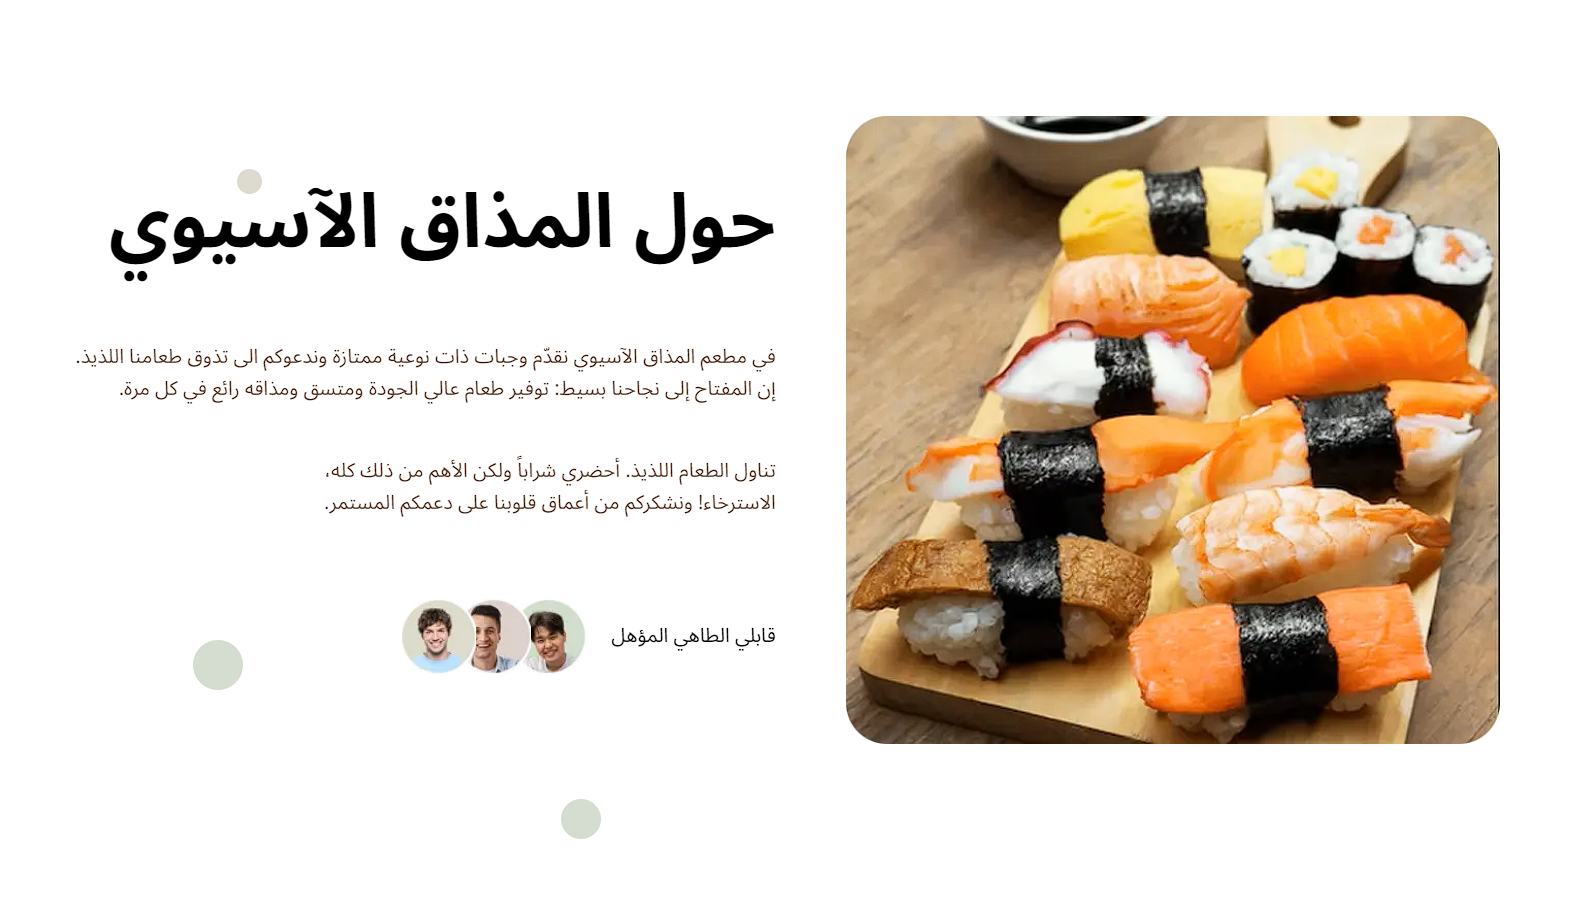 حول المذاق الآسيوي
في مطعم المذاق الآسيوي نقدّم وجبات ذات نوعية ممتازة وندعوكم الى تذوق طعامنا اللذيذ.
إن المفتاح إلى نجاحنا بسيط: توفير طعام عالي الجودة ومتسق ومذاقه رائع في كل مرة.
تناول الطعام اللذيذ. أحضري شراباً ولكن الأهم من ذلك كله،
الاسترخاء! ونشكركم من أعماق قلوبنا على دعمكم المستمر.
قابلي الطاهي المؤهل